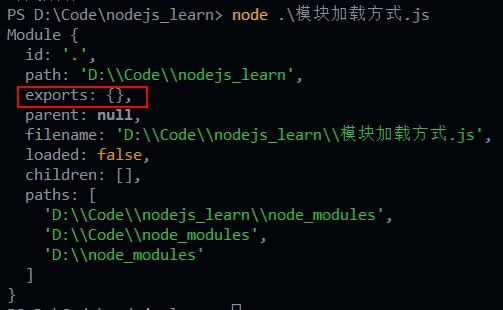 PS D:\Code\nodejs_learn> node .\模块加载方式.js
Module {
  id: '.',
  path: 'D:\\Code\\nodejs_learn',
  exports: {},
  parent: null,
  filename: 'D:\\Code\\nodejs_learn\\模块加载方式.js',
  loaded: false,
  children: [],
  paths: [
    'D:\\Code\\nodejs_learn\\node_modules',
    'D:\\Code\\node_modules',
    'D:\\node_modules'
  ]
}